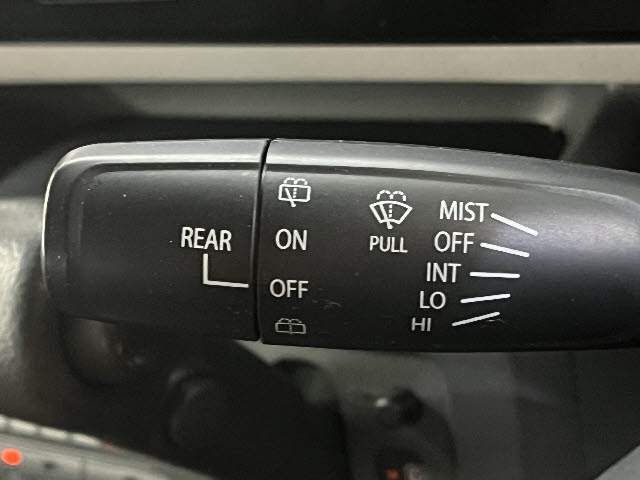 REAR
ON
OFF
PULL
MIST
OFF
INT
LO
HI